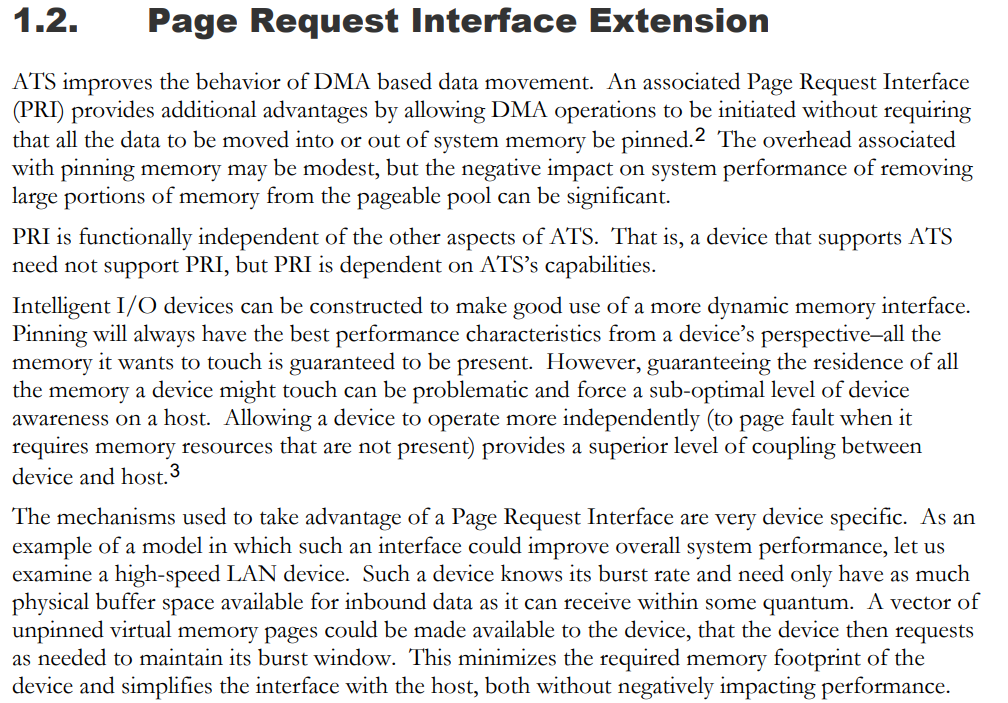 1.2. Page Request Interface Extension
ATS improves the behavior of DMA based data movement. An associated Page Request Interface
(PRI) provides additional advantages by allowing DMA operations to be initiated without requiring
that all the data to be moved into or out of system memory be pinned.2 The overhead associated
with pinning memory may be modest, but the negative impact on system performance of removing
large portions of memory from the pageable pool can be significant.
PRI is functionally independent of the other aspects of ATS. That is, a device that supports ATS
need not support PRI, but PRI is dependent on ATS’s capabilities.
Intelligent I/O devices can be constructed to make good use of a more dynamic memory interface.
Pinning will always have the best performance characteristics from a device’s perspective–all the
memory it wants to touch is guaranteed to be present. However, guaranteeing the residence of all
the memory a device might touch can be problematic and force a sub-optimal level of device
awareness on a host. Allowing a device to operate more independently (to page fault when it
requires memory resources that are not present) provides a superior level of coupling between
device and host.3
The mechanisms used to take advantage of a Page Request Interface are very device specific. As an
example of a model in which such an interface could improve overall system performance, let us
examine a high-speed LAN device. Such a device knows its burst rate and need only have as much
physical buffer space available for inbound data as it can receive within some quantum. A vector of
unpinned virtual memory pages could be made available to the device, that the device then requests
as needed to maintain its burst window. This minimizes the required memory footprint of the
device and simplifies the interface with the host, both without negatively impacting performance.